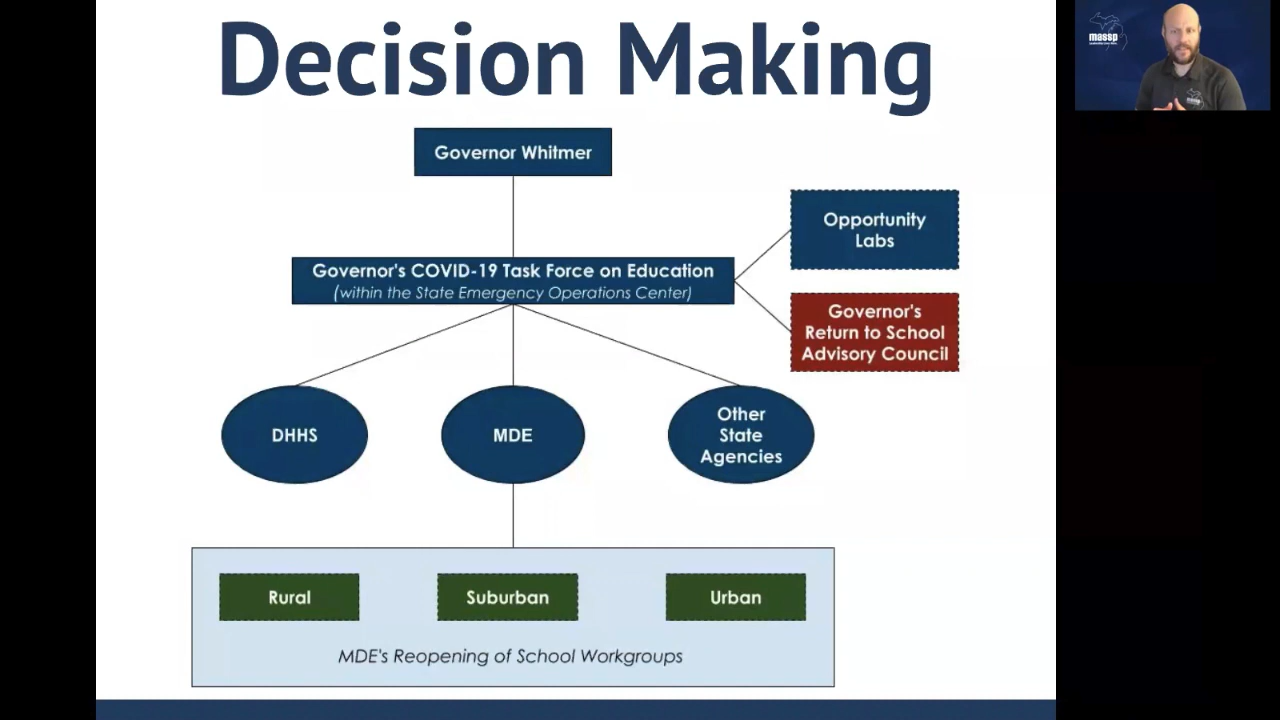 Decision Making
massp
Governor Whitmer
Opportunity
Labs
Governor's COVID-19 Task Force on Education
(within the State Emergency Operations Center)
Governor's
Return to School
Advisory Council
DHHS
MDE
Other
State
Agencies
Rural
Suburban
Urban
MDE's Reopening of School Workgroups